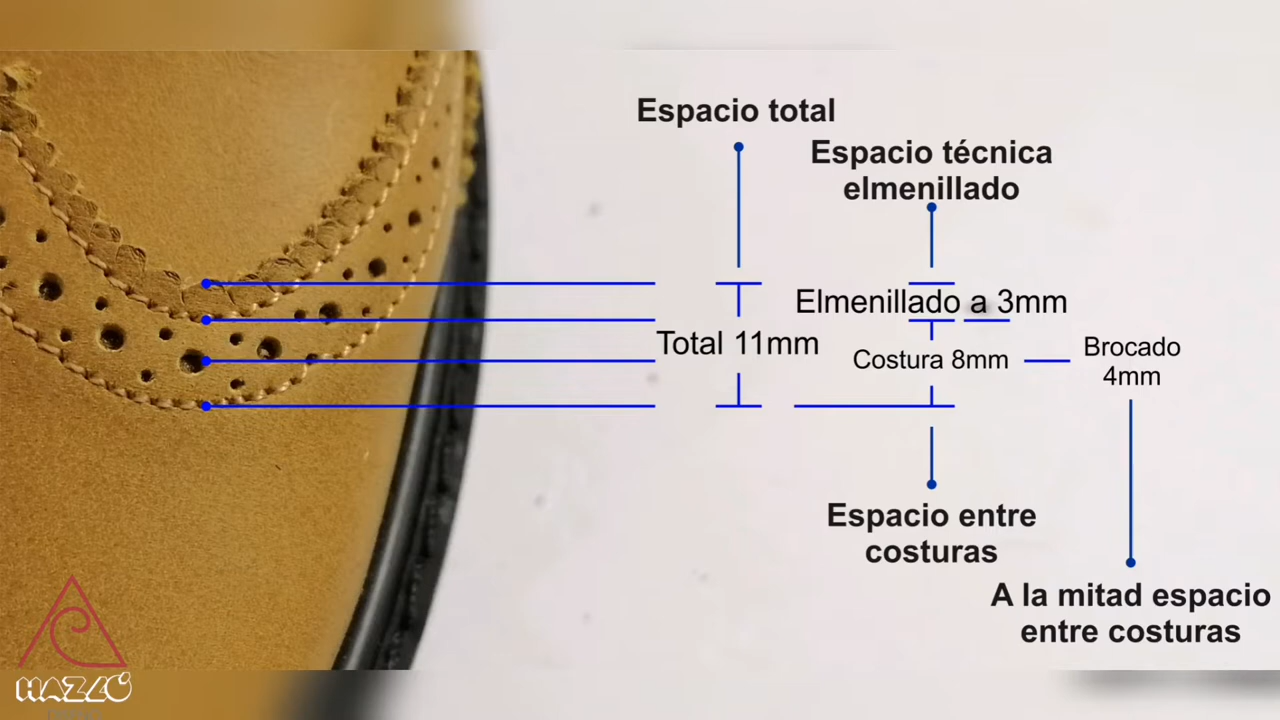 Espacio total
Espacio técnica
elmenillado
Elmenillado a 3mm
Total 11mm
Costura 8mm
Brocado
4mm
Espacio entre
costuras
A la mitad espacio
entre costuras
HAZLO